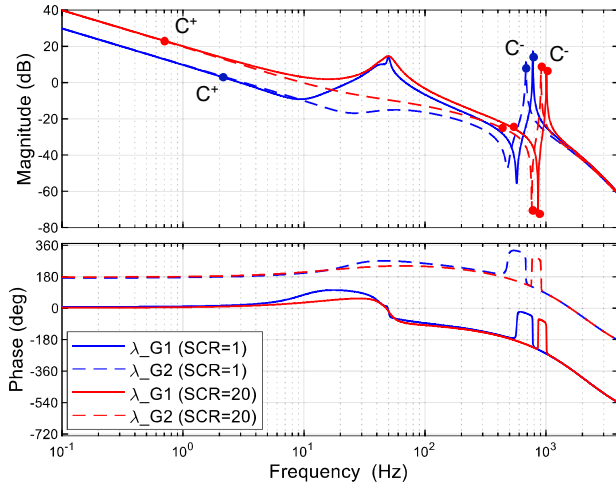 40
20
0
-20
-40
-60
-80
Magnitude (dB)
C⁺
C⁺
C⁻
C⁻
360
180
0
-180
-360
-540
-720
Phase (deg)
λ_G1 (SCR=1)
λ_G2 (SCR=1)
λ_G1 (SCR=20)
λ_G2 (SCR=20)
10⁻¹ 10⁰ 10¹ 10² 10³
Frequency (Hz)